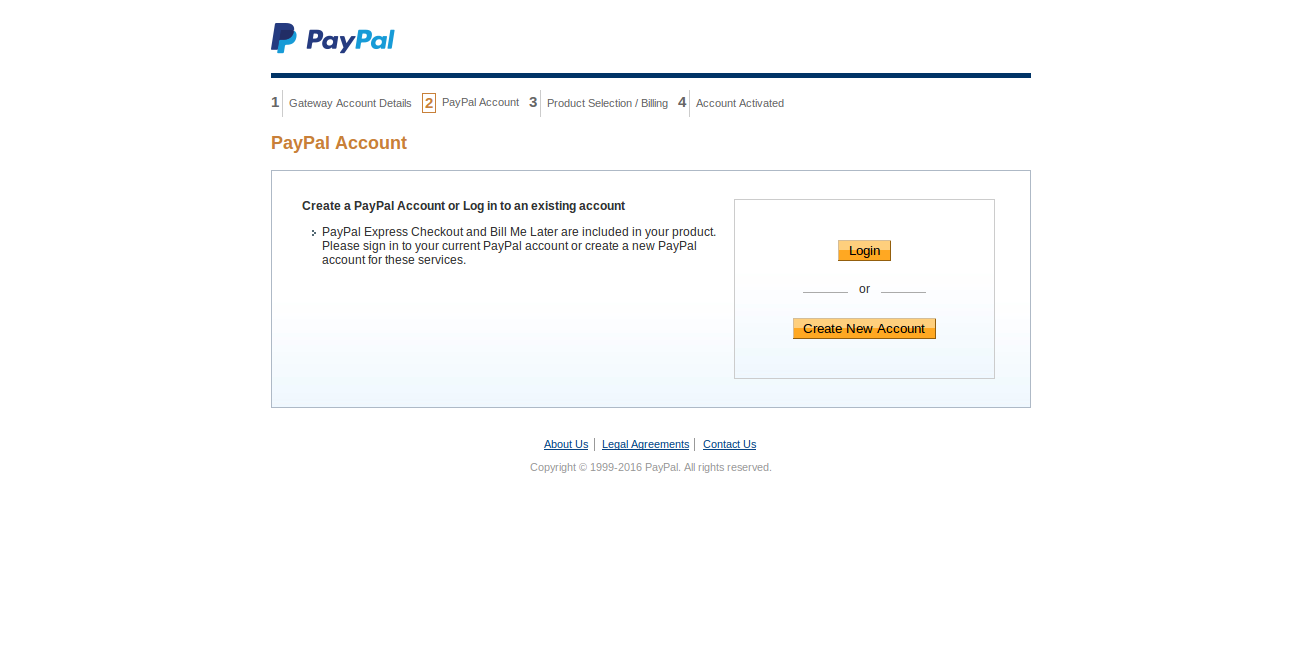 PayPal
1 Gateway Account Details 2 PayPal Account 3 Product Selection / Billing 4 Account Activated
PayPal Account
Create a PayPal Account or Log in to an existing account
PayPal Express Checkout and Bill Me Later are included in your product.
Please sign in to your current PayPal account or create a new PayPal
account for these services.
Login
or
Create New Account
About Us | Legal Agreements | Contact Us
Copyright © 1999-2016 PayPal. All rights reserved.